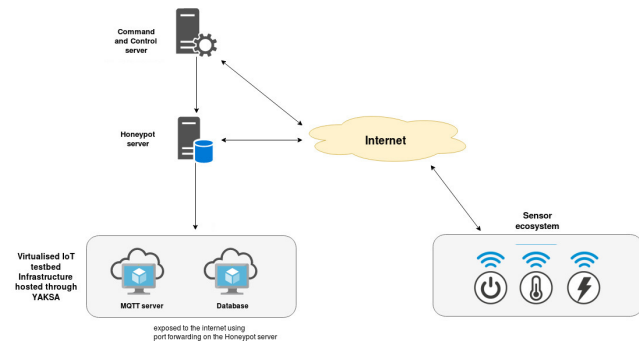 Command
and Control
server
Honeypot
server
Internet
Sensor
ecosystem
Virtualised IoT
testbed
Infrastructure
hosted through
YAKSA
MQTT server
Database
exposed to the internet using
port forwarding on the Honeypot server